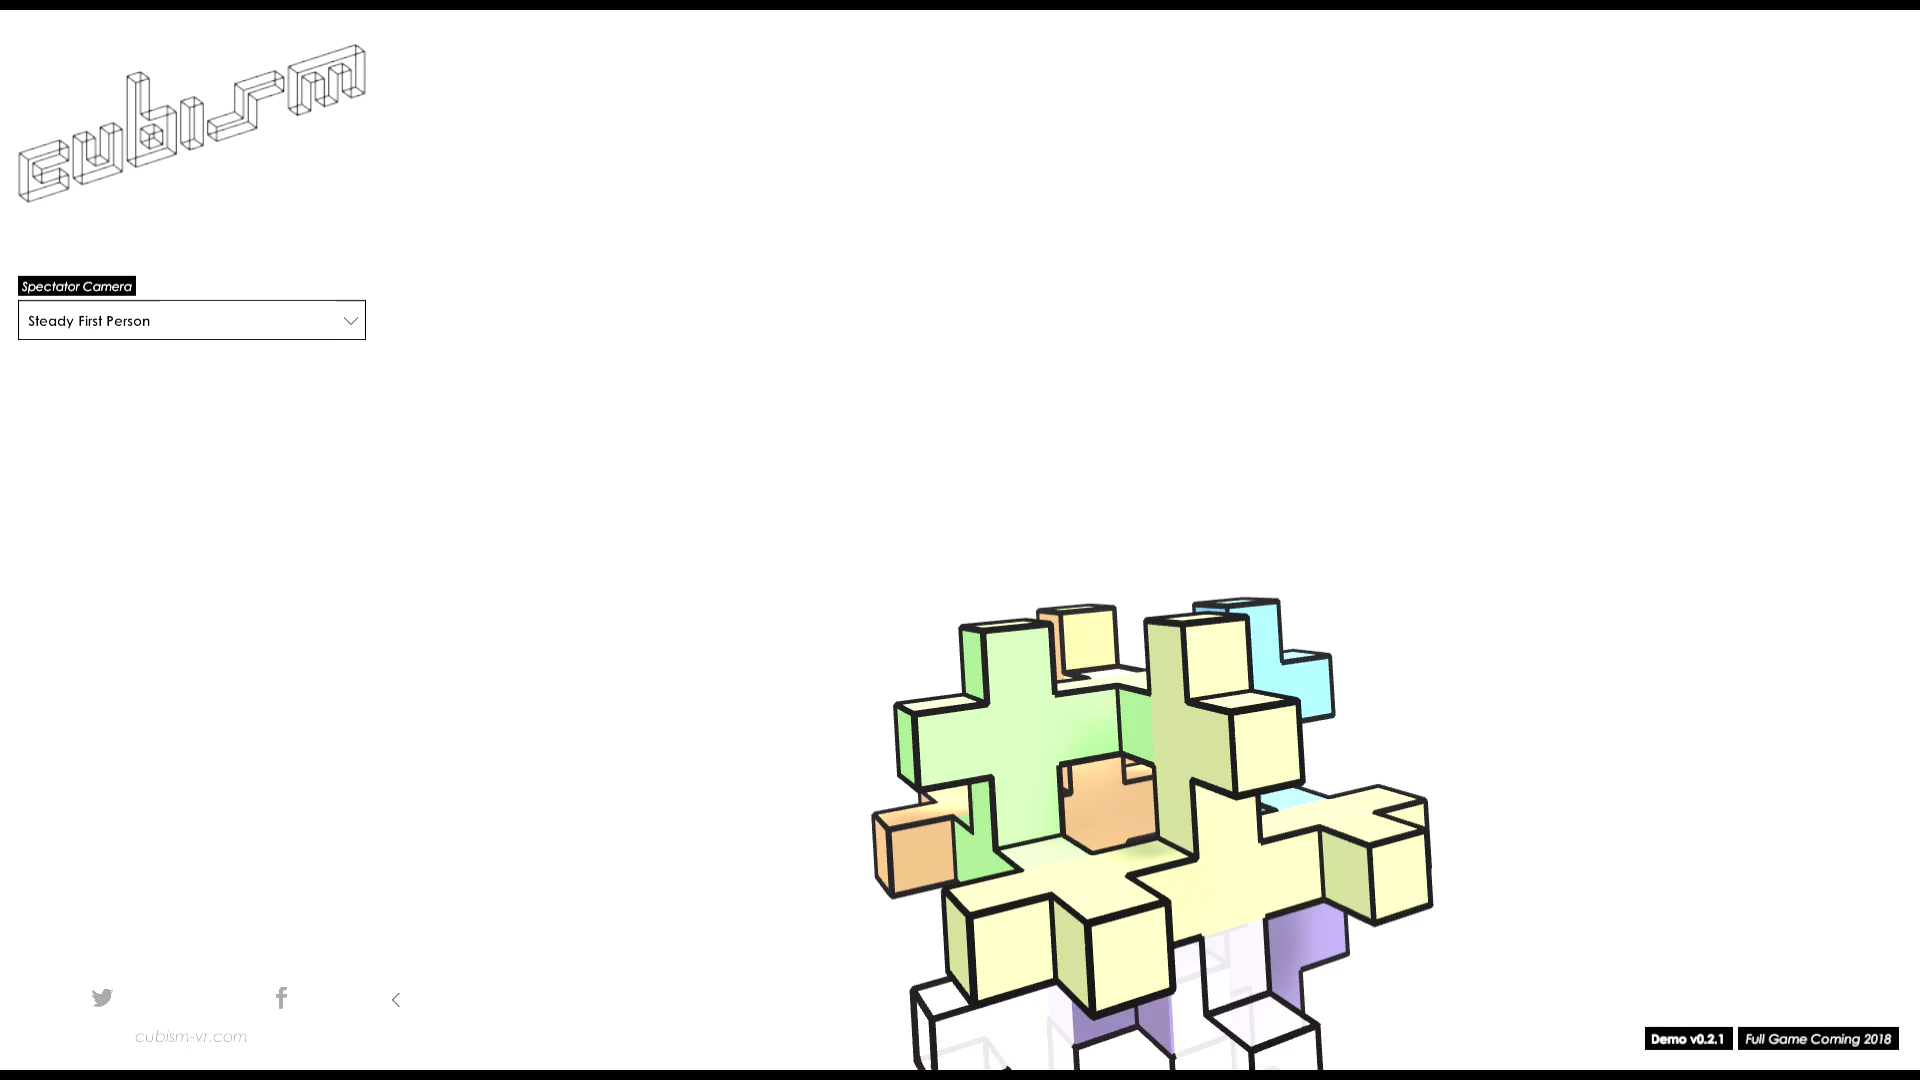 cubism
Spectator Camera
Steady First Person
cubism-vr.com
Demo v0.2.1
Full Game Coming 2018